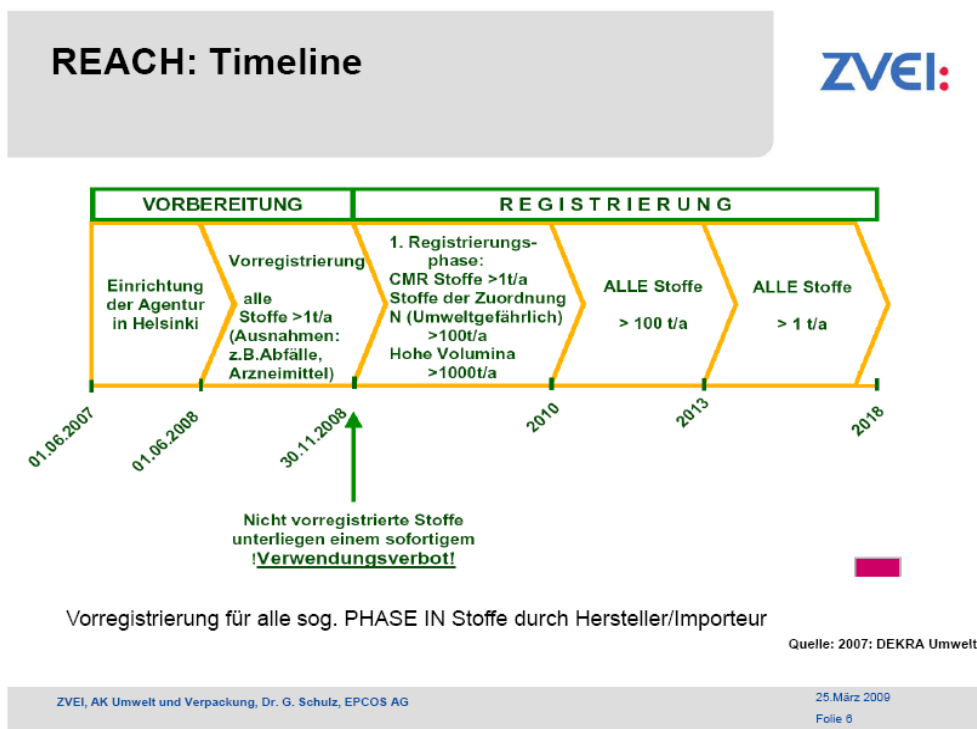 REACH: Timeline
ZVEI:
VORBEREITUNG
REGISTRIERUNG
Einrichtung
der Agentur
in Helsinki
Vorregistrierung
alle
Stoffe >1t/a
(Ausnahmen:
z.B.Abfälle,
Arzneimittel)
1. Registrierungs-
phase:
CMR Stoffe >1t/a
Stoffe der Zuordnung
N (Umweltgefährlich)
>100t/a
Hohe Volumina
>1000t/a
ALLE Stoffe
> 100 t/a
ALLE Stoffe
> 1 t/a
01.06.2007
01.06.2008
30.11.2008
2010
2013
2018
Nicht vorregistrierte Stoffe
unterliegen einem sofortigem
!Verwendungsverbot!
Vorregistrierung für alle sog. PHASE IN Stoffe durch Hersteller/Importeur
Quelle: 2007: DEKRA Umwelt
ZVEI, AK Umwelt und Verpackung, Dr. G. Schulz, EPCOS AG
25.März 2009
Folie 6